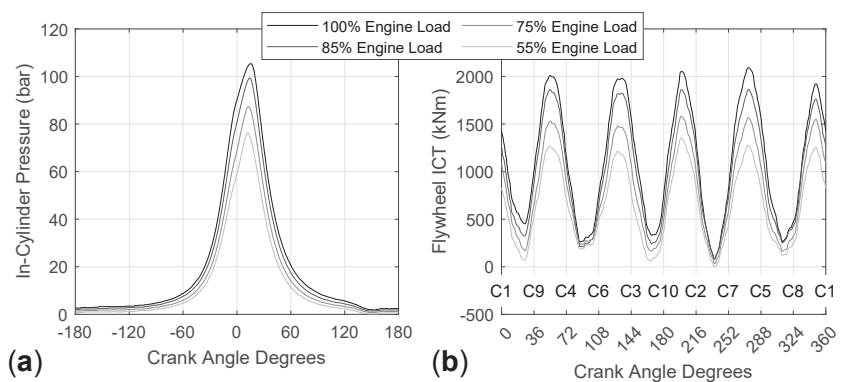 100% Engine Load
75% Engine Load
85% Engine Load
55% Engine Load
120
100
80
60
40
20
0
In-Cylinder Pressure (bar)
-180 -120 -60 0 60 120 180
Crank Angle Degrees
(a)
2000
1500
1000
500
0
-500
Flywheel ICT (kNm)
C1 C9 C4 C6 C3 C10 C2 C7 C5 C8 C1
0 36 72 108 144 180 216 252 288 324 360
Crank Angle Degrees
(b)